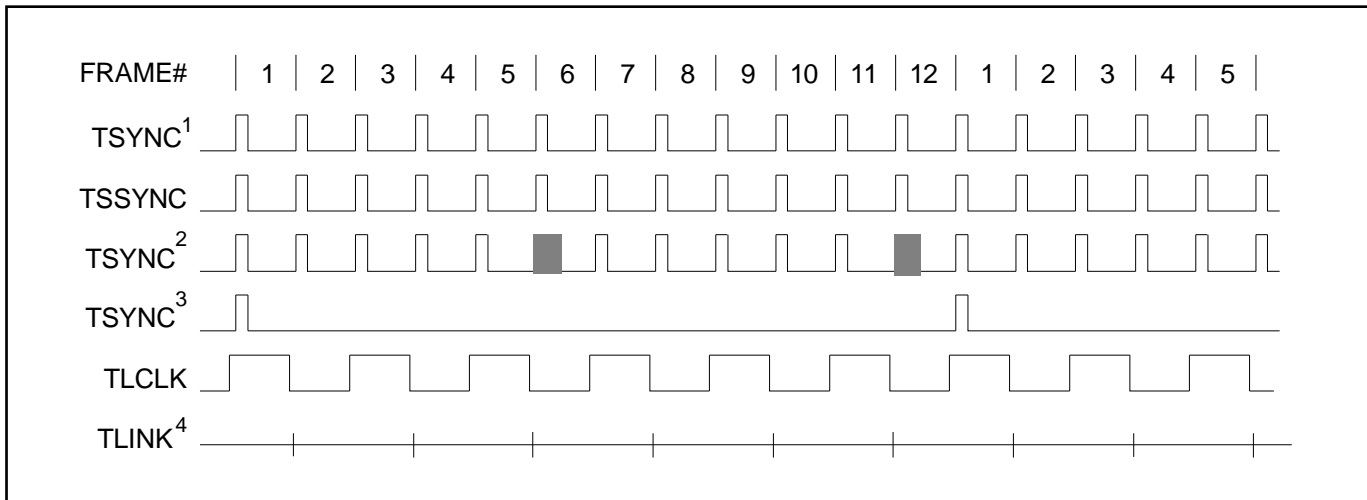 FRAME# 1 2 3 4 5 6 7 8 9 10 11 12 1 2 3 4 5
TSYNC1
TSSYNC
TSYNC2
TSYNC3
TLCLK
TLINK4